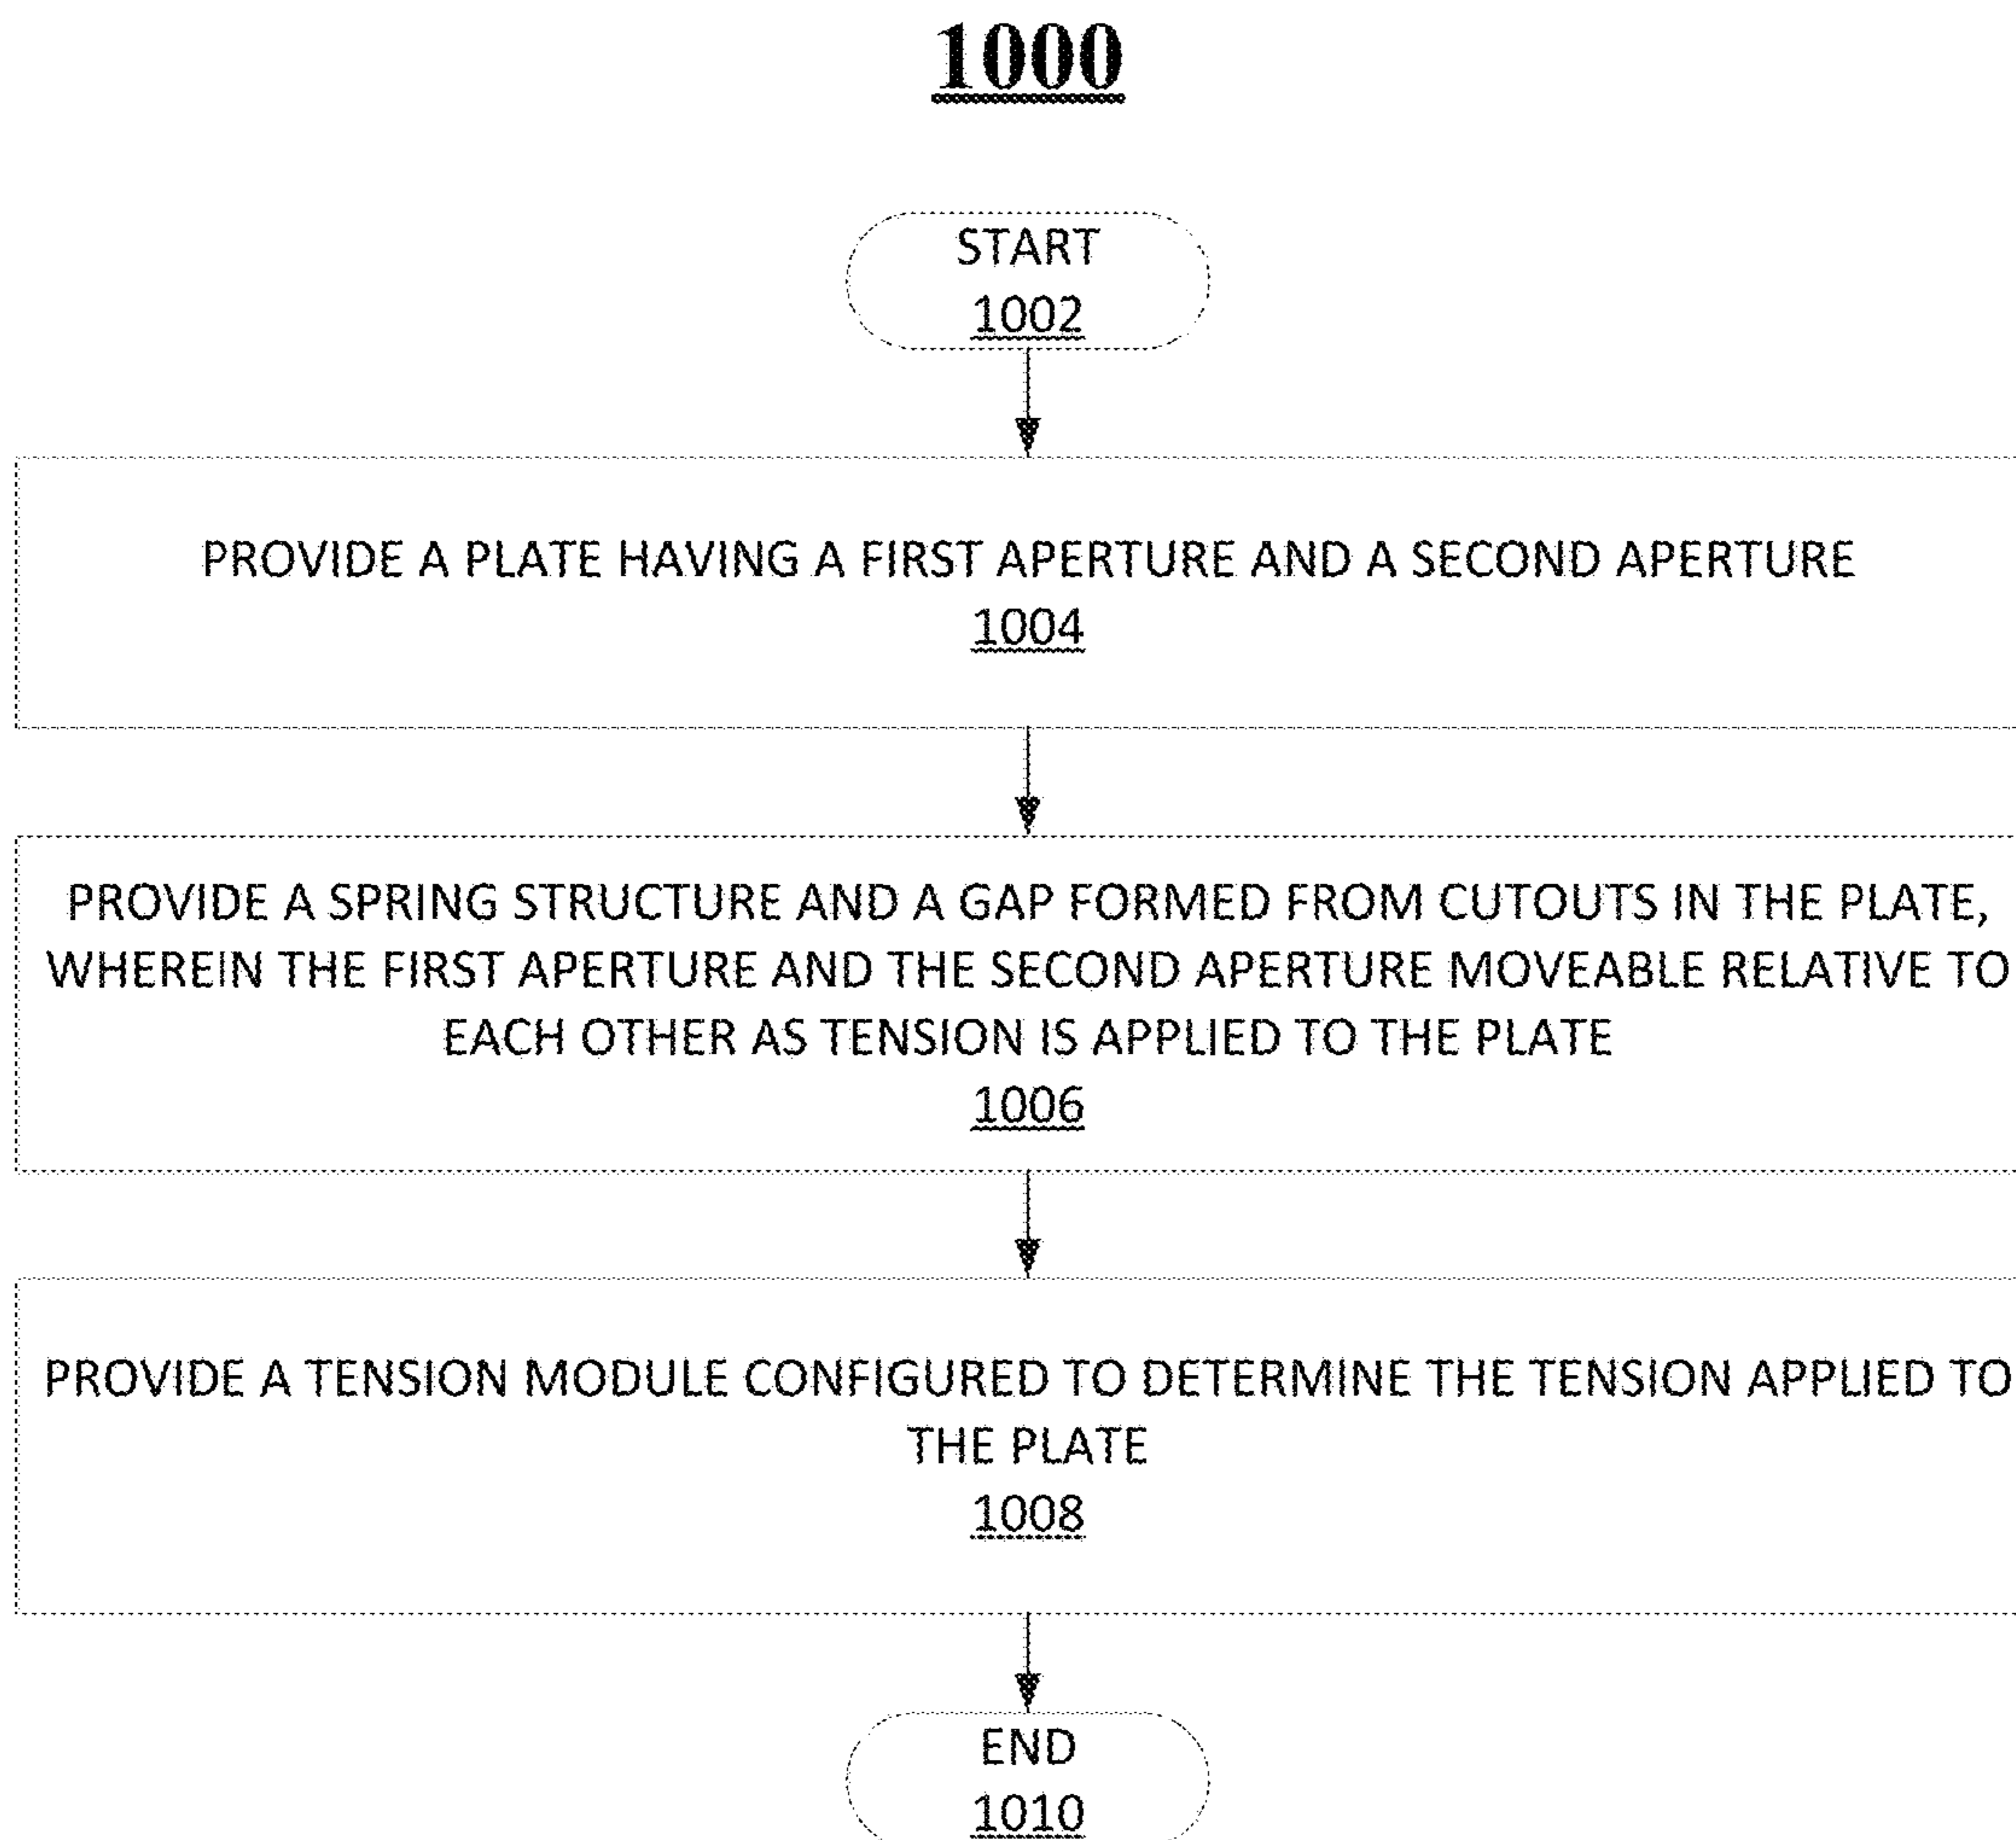 1000
START
1002
PROVIDE A PLATE HAVING A FIRST APERTURE AND A SECOND APERTURE
1004
PROVIDE A SPRING STRUCTURE AND A GAP FORMED FROM CUTOUTS IN THE PLATE,
WHEREIN THE FIRST APERTURE AND THE SECOND APERTURE MOVEABLE RELATIVE TO
EACH OTHER AS TENSION IS APPLIED TO THE PLATE
1006
PROVIDE A TENSION MODULE CONFIGURED TO DETERMINE THE TENSION APPLIED TO
THE PLATE
1008
END
1010